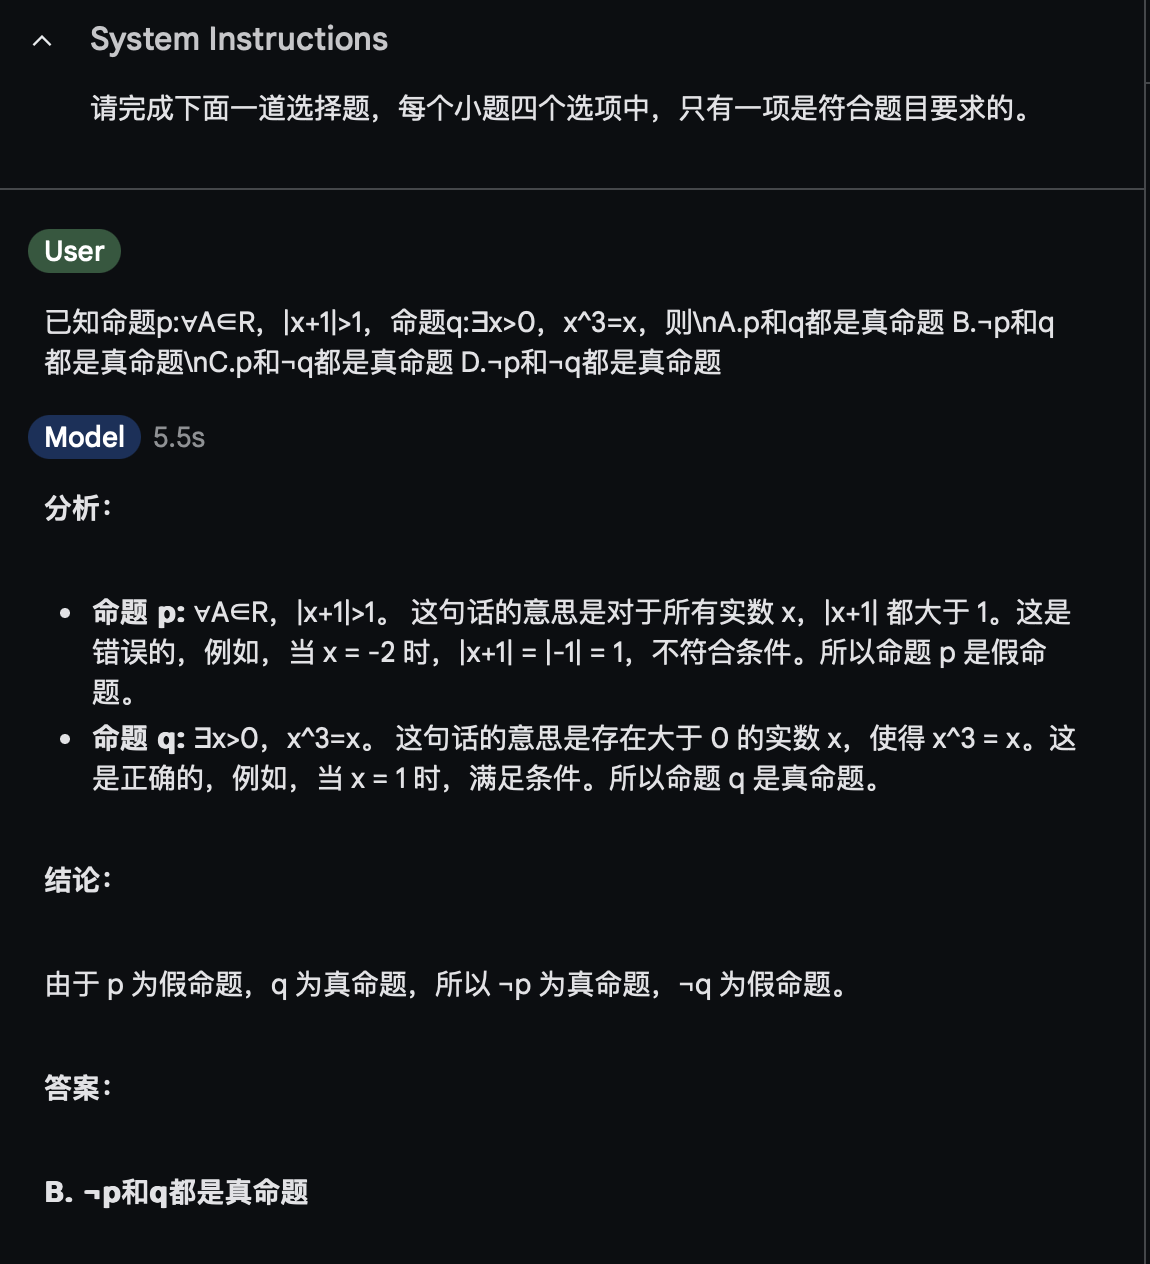 System Instructions
请完成下面一道选择题，每个小题四个选项中，只有一项是符合题目要求的。
User
已知命题p:∀A∈R，|x+1|>1，命题q:∃x>0，x^3=x，则\nA.p和q都是真命题 B.¬p和q
都是真命题\nC.p和¬q都是真命题 D.¬p和¬q都是真命题
Model 5.5s
分析：
• 命题 p: ∀A∈R，|x+1|>1。 这句话的意思是对于所有实数 x，|x+1| 都大于 1。这是
错误的，例如，当 x = -2 时，|x+1| = |-1| = 1，不符合条件。所以命题 p 是假命
题。
• 命题 q: ∃x>0，x^3=x。 这句话的意思是存在大于 0 的实数 x，使得 x^3 = x。这
是正确的，例如，当 x = 1 时，满足条件。所以命题 q 是真命题。
结论：
由于 p 为假命题，q 为真命题，所以 ¬p 为真命题，¬q 为假命题。
答案：
B. ¬p和q都是真命题